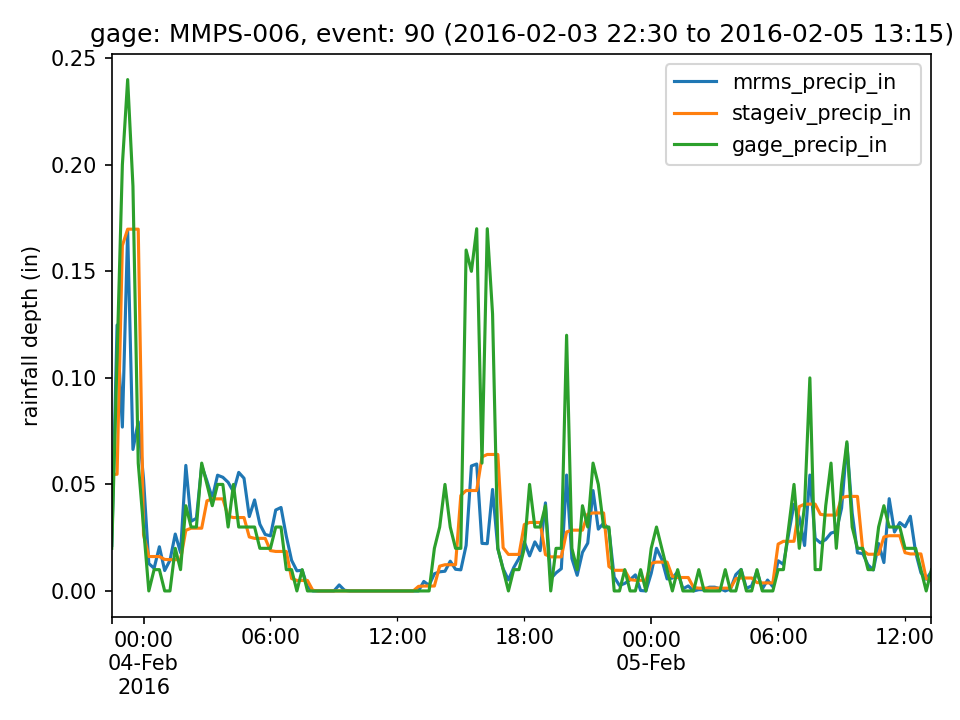 gage: MMPS-006, event: 90 (2016-02-03 22:30 to 2016-02-05 13:15)
0.25
0.20
0.15
0.10
0.05
0.00
rainfall depth (in)
mrms_precip_in
stageiv_precip_in
gage_precip_in
00:00 06:00 12:00 18:00 00:00 06:00 12:00
04-Feb 05-Feb
2016